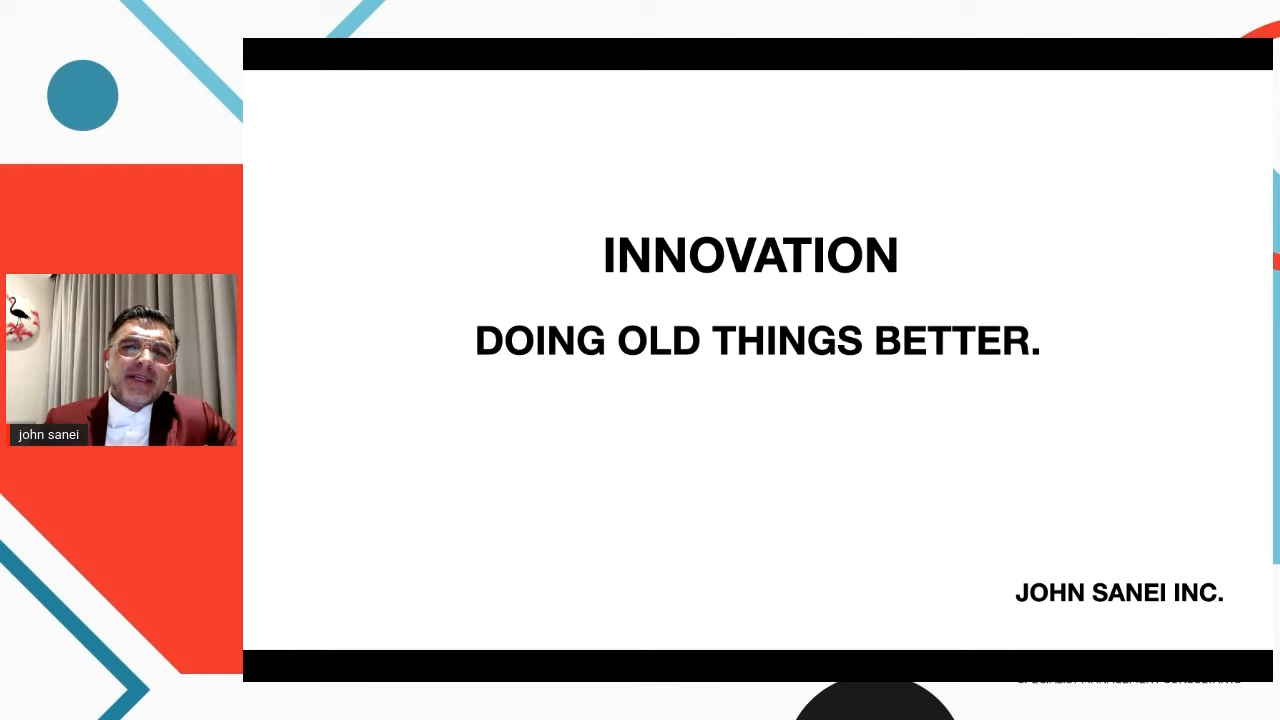 INNOVATION
DOING OLD THINGS BETTER.
john sanei
JOHN SANEI INC.